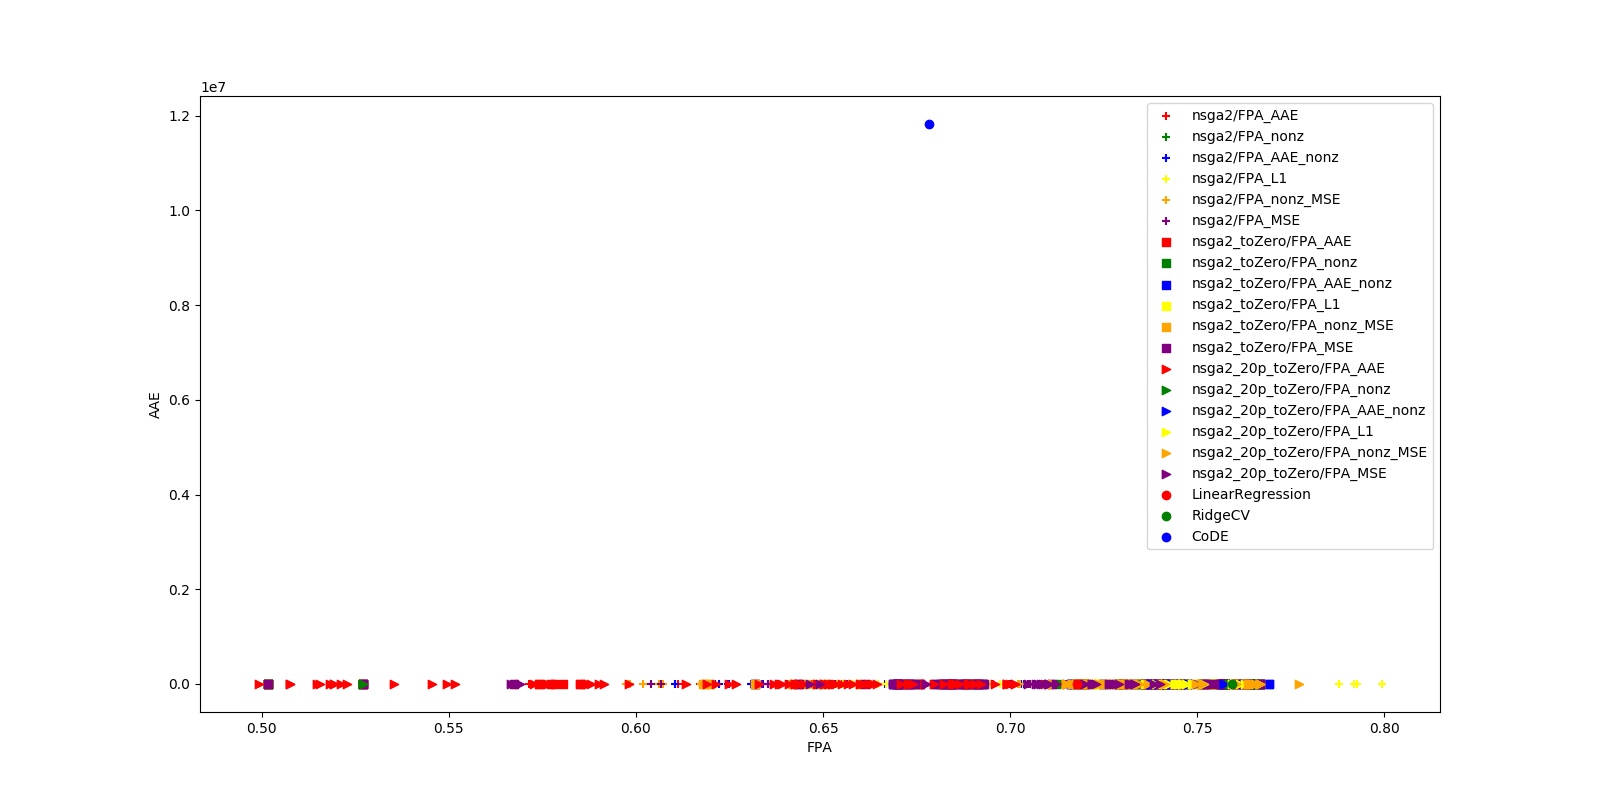 1e7
1.2
1.0
0.8
0.6
0.4
0.2
0.0
AAE
0.50 0.55 0.60 0.65 0.70 0.75 0.80
FPA
nsga2/FPA_AAE
nsga2/FPA_nonz
nsga2/FPA_AAE_nonz
nsga2/FPA_L1
nsga2/FPA_nonz_MSE
nsga2/FPA_MSE
nsga2_toZero/FPA_AAE
nsga2_toZero/FPA_nonz
nsga2_toZero/FPA_AAE_nonz
nsga2_toZero/FPA_L1
nsga2_toZero/FPA_nonz_MSE
nsga2_toZero/FPA_MSE
nsga2_20p_toZero/FPA_AAE
nsga2_20p_toZero/FPA_nonz
nsga2_20p_toZero/FPA_AAE_nonz
nsga2_20p_toZero/FPA_L1
nsga2_20p_toZero/FPA_nonz_MSE
nsga2_20p_toZero/FPA_MSE
LinearRegression
RidgeCV
CoDE